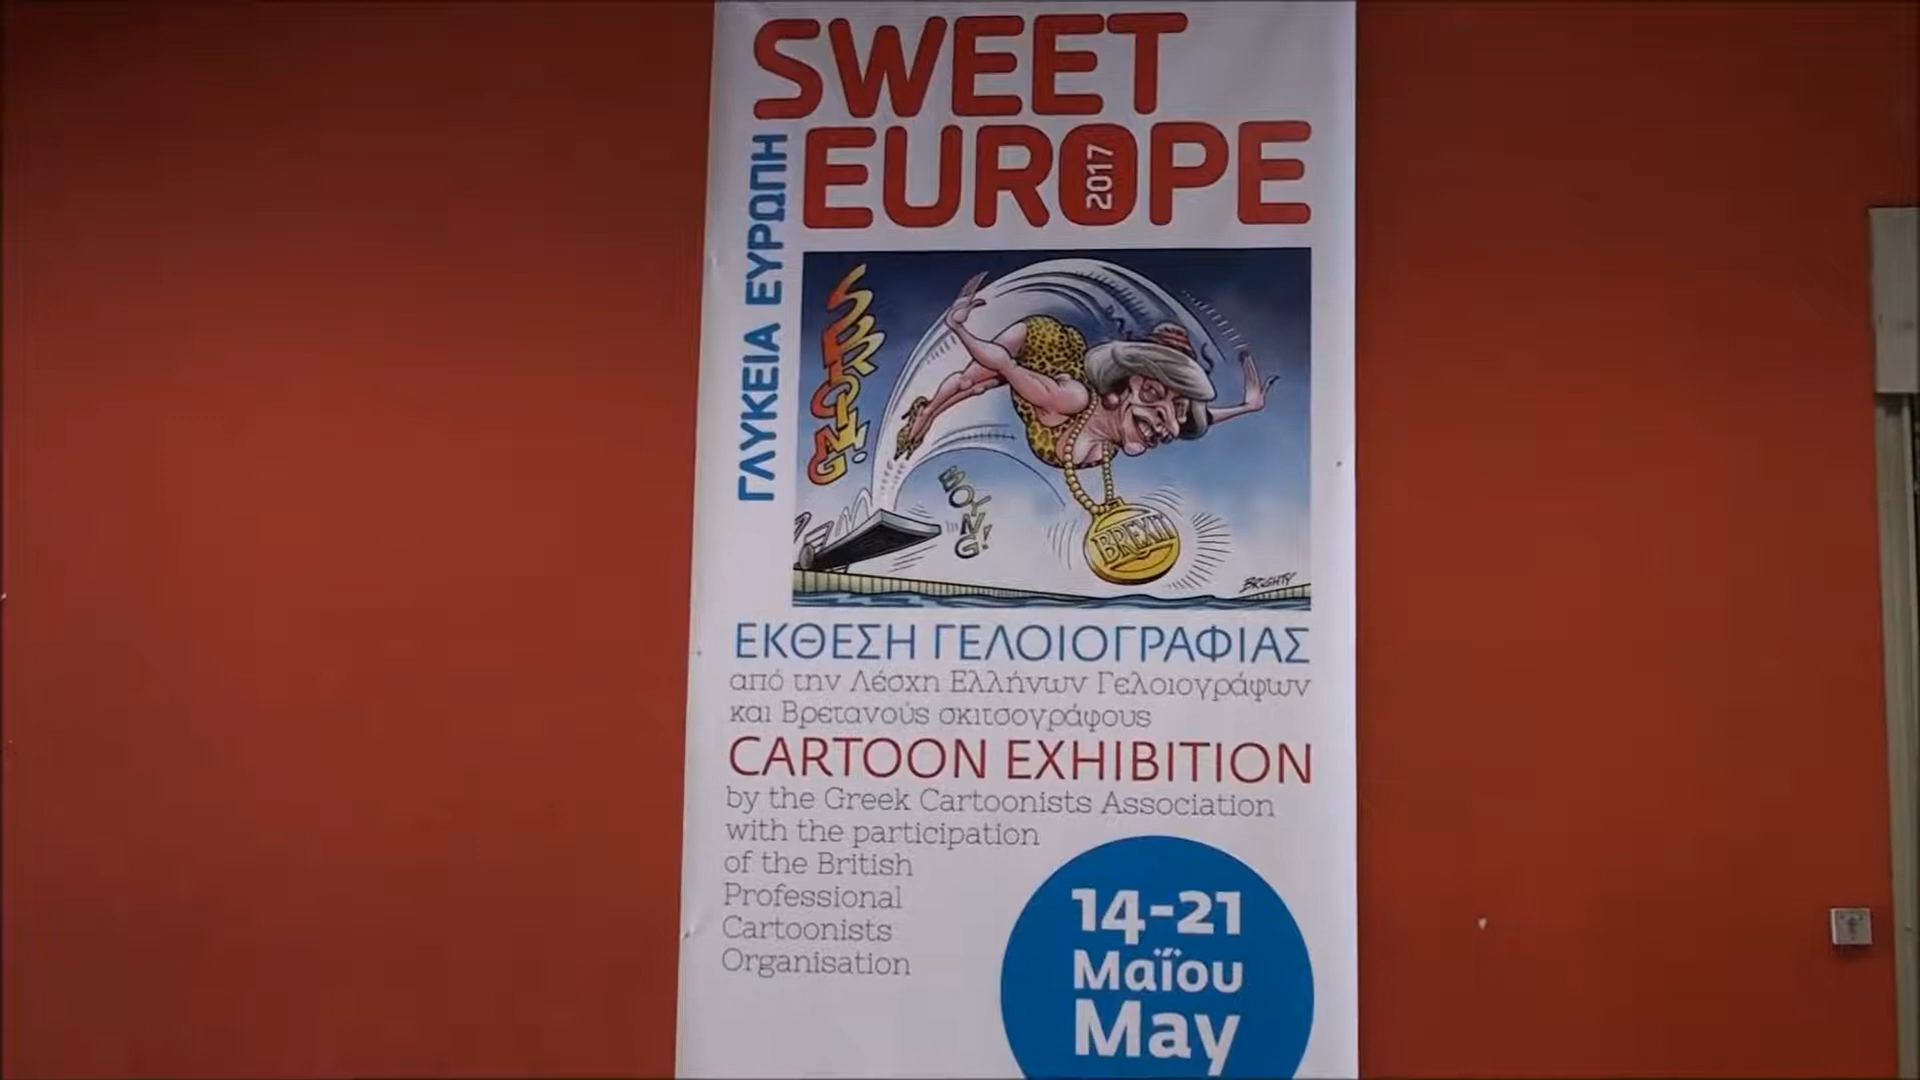 SWEET
EUROPE
2017
ΓΛΥΚΕΙΑ ΕΥΡΩΠΗ
BOYNG!
BREXIT
BRIGHTY
ΕΚΘΕΣΗ ΓΕΛΟΙΟΓΡΑΦΙΑΣ
από την Λέσχη Ελλήνων Γελοιογράφων
και Βρετανούς σκιτσογράφους
CARTOON EXHIBITION
by the Greek Cartoonists Association
with the participation
of the British
Professional
Cartoonists
Organisation
14-21
Μαΐου
May